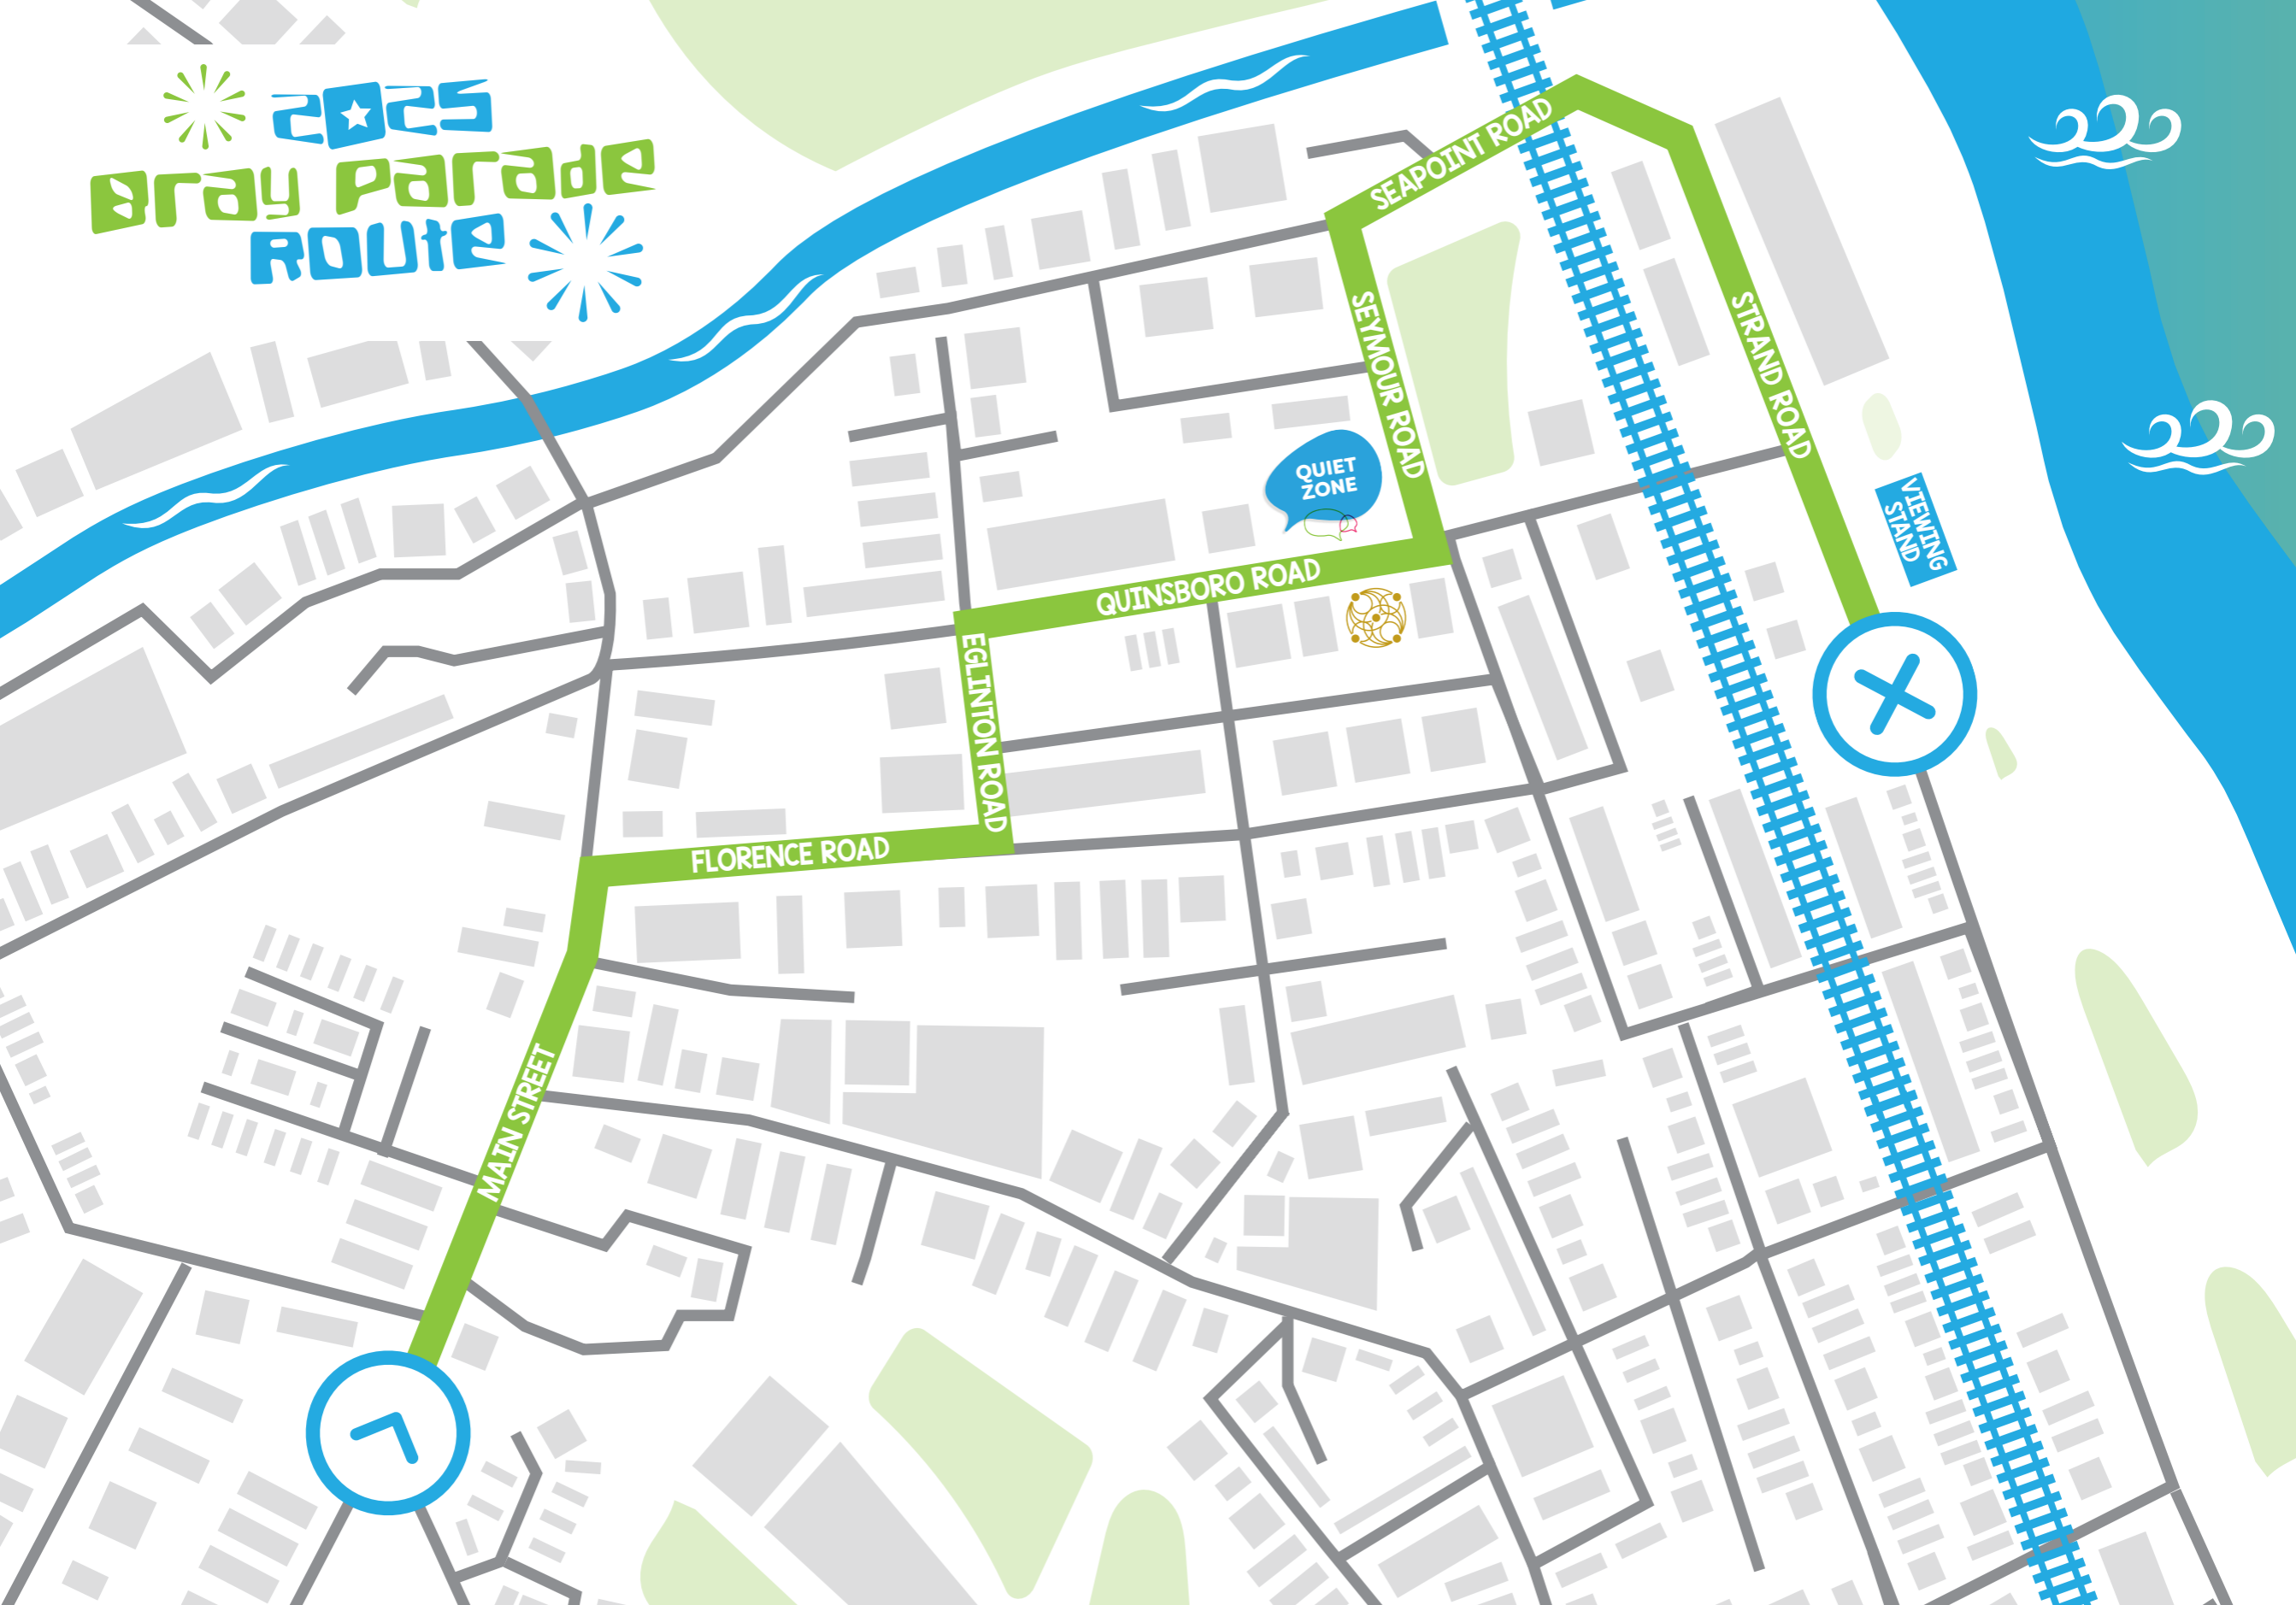 2025
Bray Parade
Route
SEAPOINT ROAD
STRAND ROAD
SEYMOUR ROAD
QUIET
ZONE
VIEWING
STAND
QUINSBORO ROAD
EGLINTON ROAD
FLORENCE ROAD
MAIN STREET